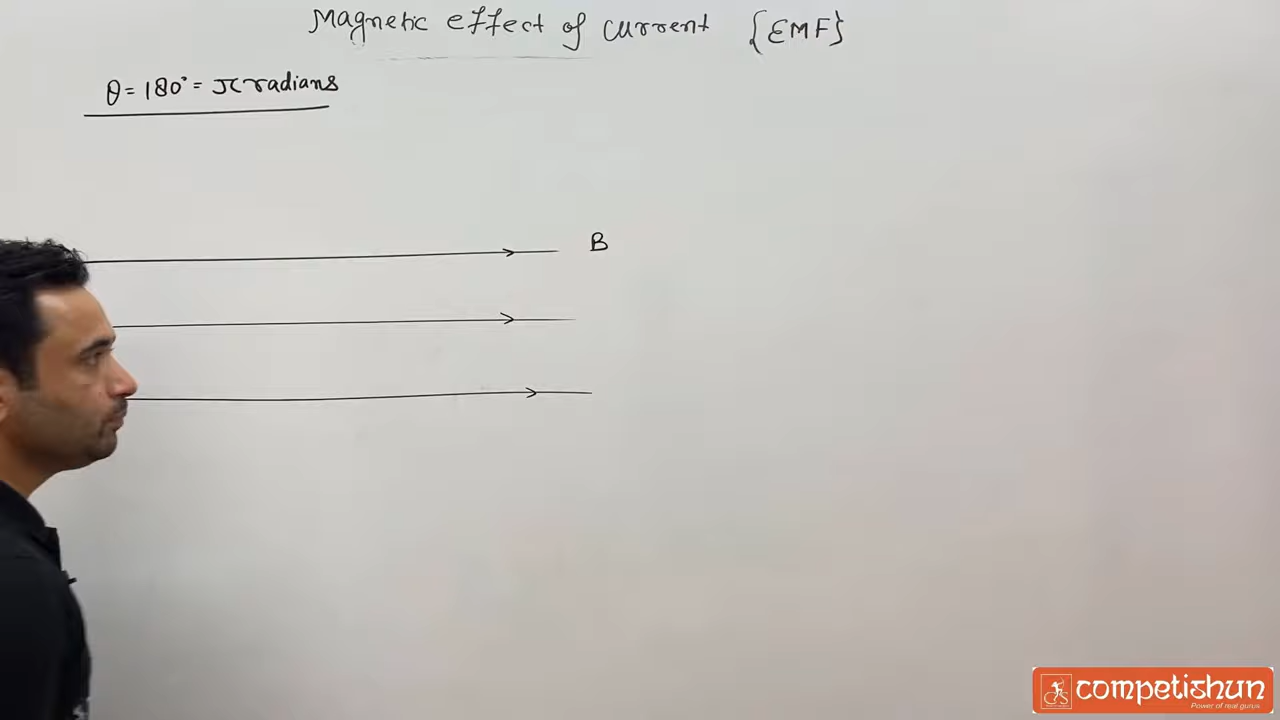 Magnetic effect of current {EMF}
θ = 180° = π radians
B
competishun
Power of real gurus